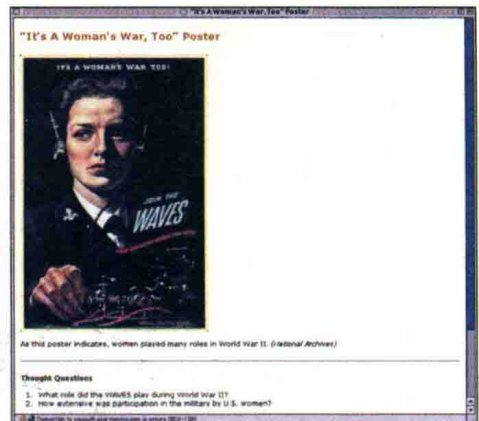 "It's A Woman's War, Too" Poster
"It's A Woman's War, Too" Poster
IT'S A WOMAN'S WAR TOO!
JOIN THE
WAVES
As this poster indicates, women played many roles in World War II. (National Archives)
Thought Questions
1. What role did the WAVES play during World War II?
2. How extensive was participation in the military by U.S. women?